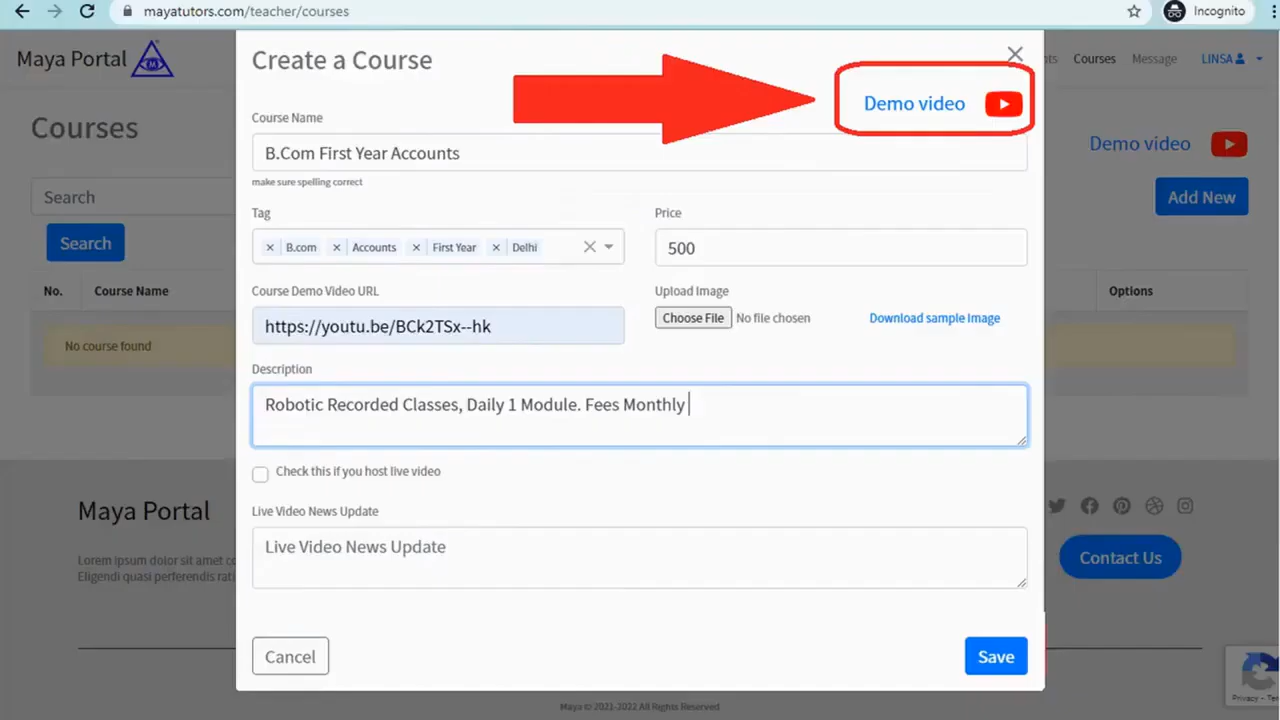 mayatutors.com/teacher/courses
Incognito
Maya Portal
Create a Course
Courses Message LINSA
Demo video
Courses
Course Name
Demo video
B.Com First Year Accounts
make sure spelling correct
Search
Add New
Tag
Price
Search
× B.com × Accounts × First Year × Delhi
500
No. Course Name
Course Demo Video URL
Upload Image
Options
https://youtu.be/BCk2TSx--hk
Choose File No file chosen
Download sample Image
No course found
Description
Robotic Recorded Classes, Daily 1 Module. Fees Monthly
Check this if you host live video
Maya Portal
Live Video News Update
Live Video News Update
Contact Us
Lorem ipsum dolor sit amet
Eligendi quasi perferendis
Cancel
Save
Maya © 2021-2022 All Rights Reserved